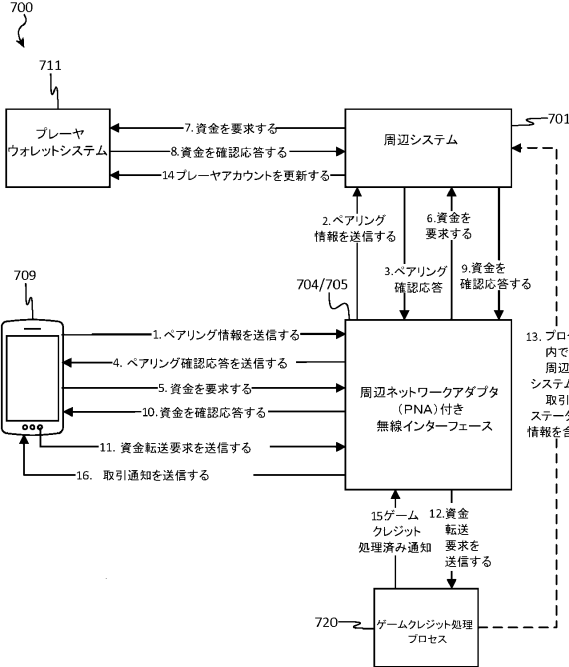 700
711
プレーヤ
ウォレットシステム
7.資金を要求する
8.資金を確認応答する
14プレーヤアカウントを更新する
周辺システム
701
2.ペアリング
情報を送信する
3.ペアリング
確認応答
6.資金を
要求する
9.資金を
確認応答する
709
704/705
1.ペアリング情報を送信する
4.ペアリング確認応答を送信する
5.資金を要求する
10.資金を確認応答する
11.資金転送要求を送信する
16.取引通知を送信する
周辺ネットワークアダプタ
(PNA)付き
無線インターフェース
13.プロ
内で
周辺
システム
取引
ステータ
情報を
15ゲーム
クレジット
処理済み通知
12.資金
転送
要求を
送信する
720
ゲームクレジット処理
プロセス